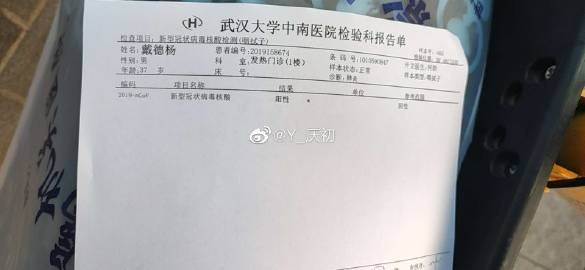 武汉大学中南医院检验科报告单
检查项目:新型冠状病毒核酸检测(咽拭子)
姓名:戴德杨 患者编号:2019158674 条码号:1013590847
性别:男 科室:发热门诊(1楼) 样本状态:正常
年龄:37岁 床号: 诊断:肺炎 样本类型:咽拭子
编码 项目名称 结果 单位 参考范围
2019-nCoV 新型冠状病毒核酸 阳性 阴性
@Y_天初